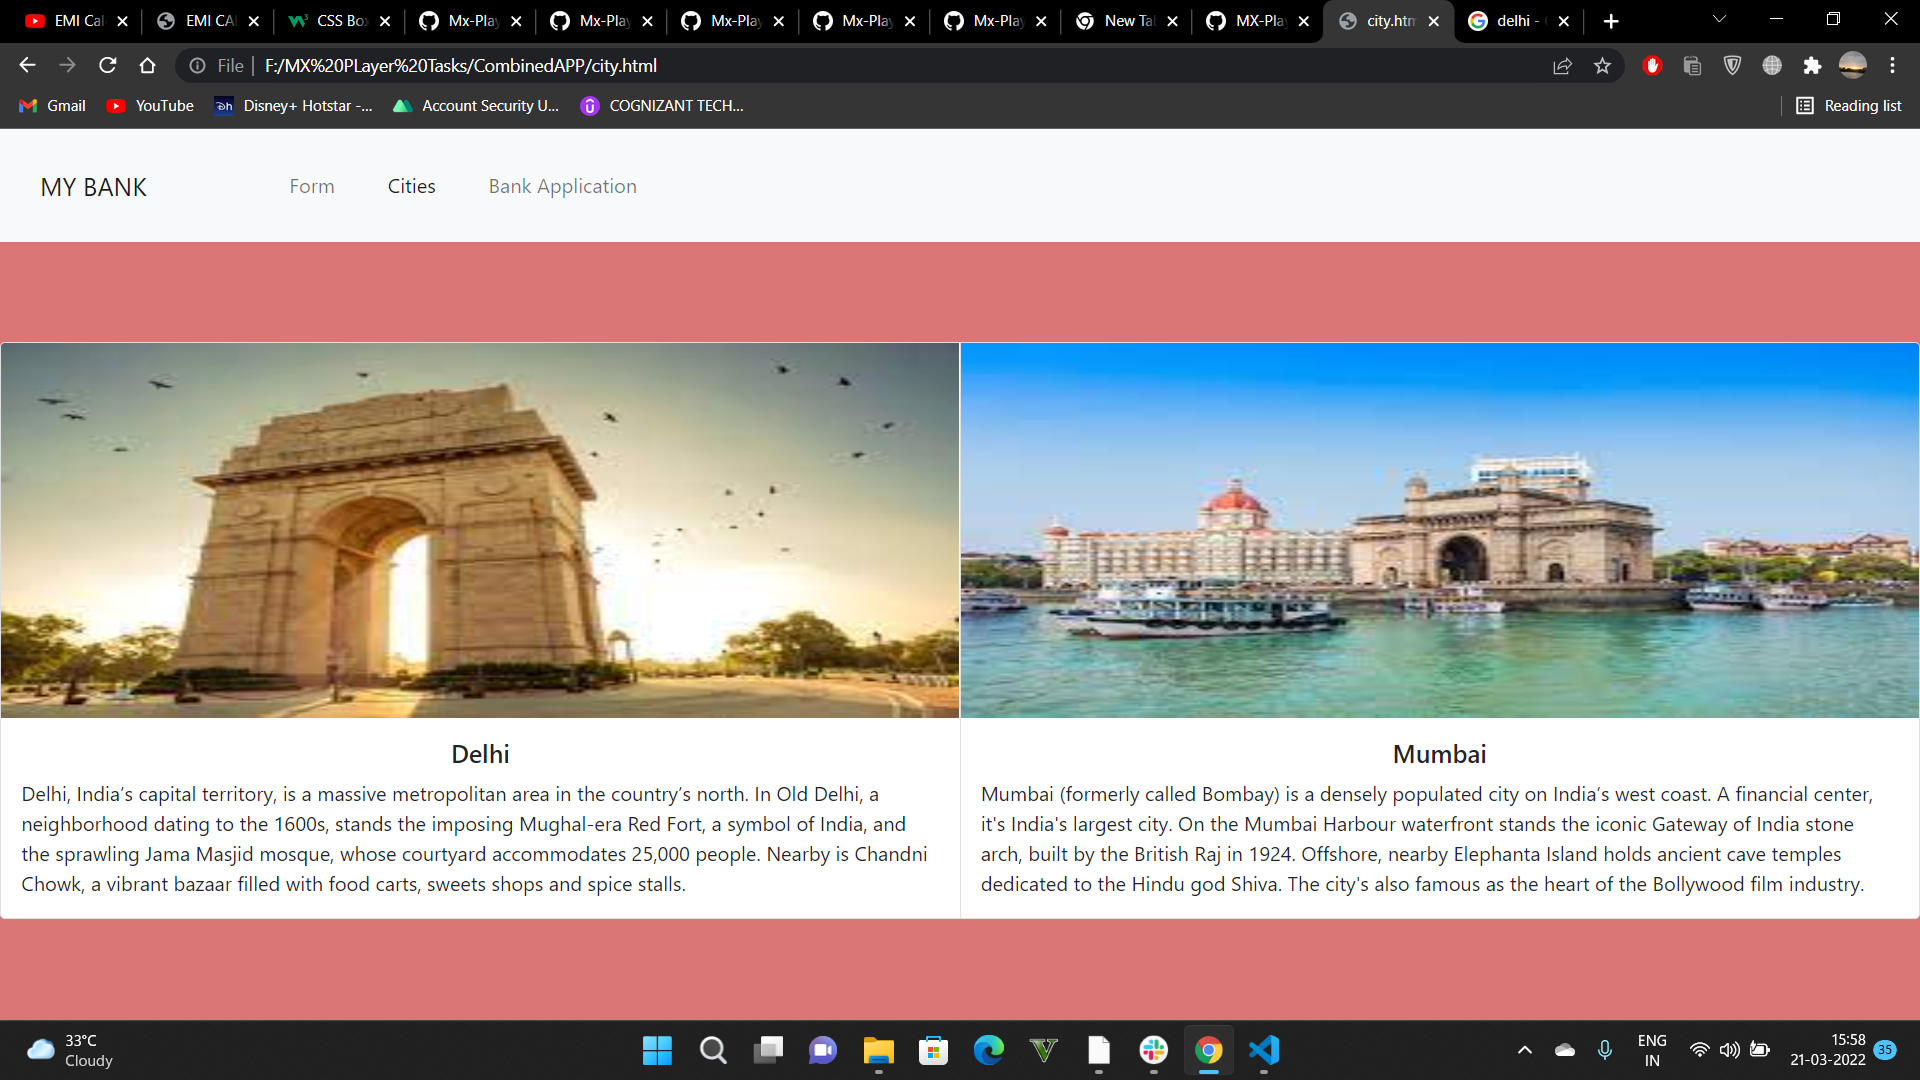 EMI Cal
EMI CA
CSS Bo
Mx-Play
Mx-Play
Mx-Play
Mx-Play
Mx-Play
New Tab
MX-Play
city.htm
delhi -
File
F:/MX%20PLayer%20Tasks/CombinedAPP/city.html
Gmail
YouTube
Disney+ Hotstar -...
Account Security U...
COGNIZANT TECH...
Reading list
MY BANK
Form
Cities
Bank Application
Delhi
Delhi, India’s capital territory, is a massive metropolitan area in the country’s north. In Old Delhi, a
neighborhood dating to the 1600s, stands the imposing Mughal-era Red Fort, a symbol of India, and
the sprawling Jama Masjid mosque, whose courtyard accommodates 25,000 people. Nearby is Chandni
Chowk, a vibrant bazaar filled with food carts, sweets shops and spice stalls.
Mumbai
Mumbai (formerly called Bombay) is a densely populated city on India’s west coast. A financial center,
it's India's largest city. On the Mumbai Harbour waterfront stands the iconic Gateway of India stone
arch, built by the British Raj in 1924. Offshore, nearby Elephanta Island holds ancient cave temples
dedicated to the Hindu god Shiva. The city's also famous as the heart of the Bollywood film industry.
33°C
Cloudy
ENG
IN
15:58
21-03-2022
35